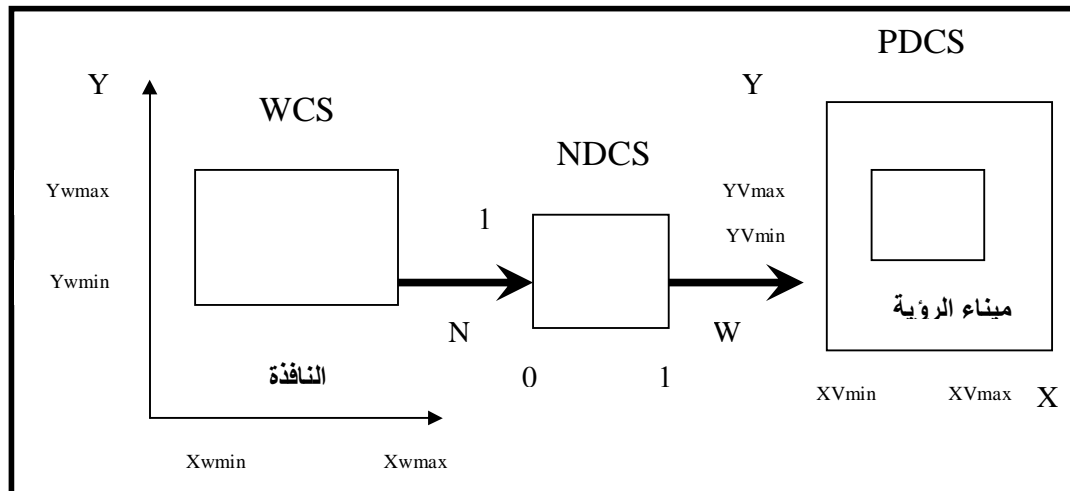 PDCS
Y
WCS
Y
NDCS
Ywmax
YVmax
1
YVmin
Ywmin
ميناء الرؤية
N
W
النافذة
0
1
XVmin
XVmax
X
Xwmin
Xwmax